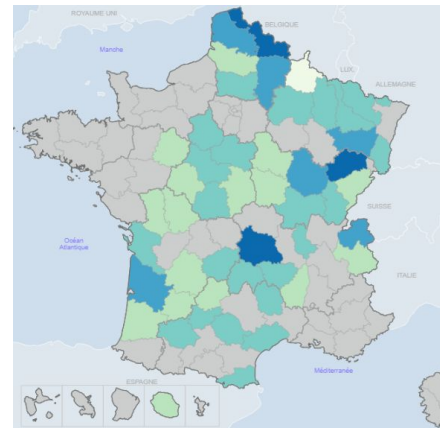 ROYAUME UNI
BELGIQUE
Manche
LUX
ALLEMAGNE
SUISSE
Océan
Atlantique
ITALIE
Méditerranée
ESPAGNE